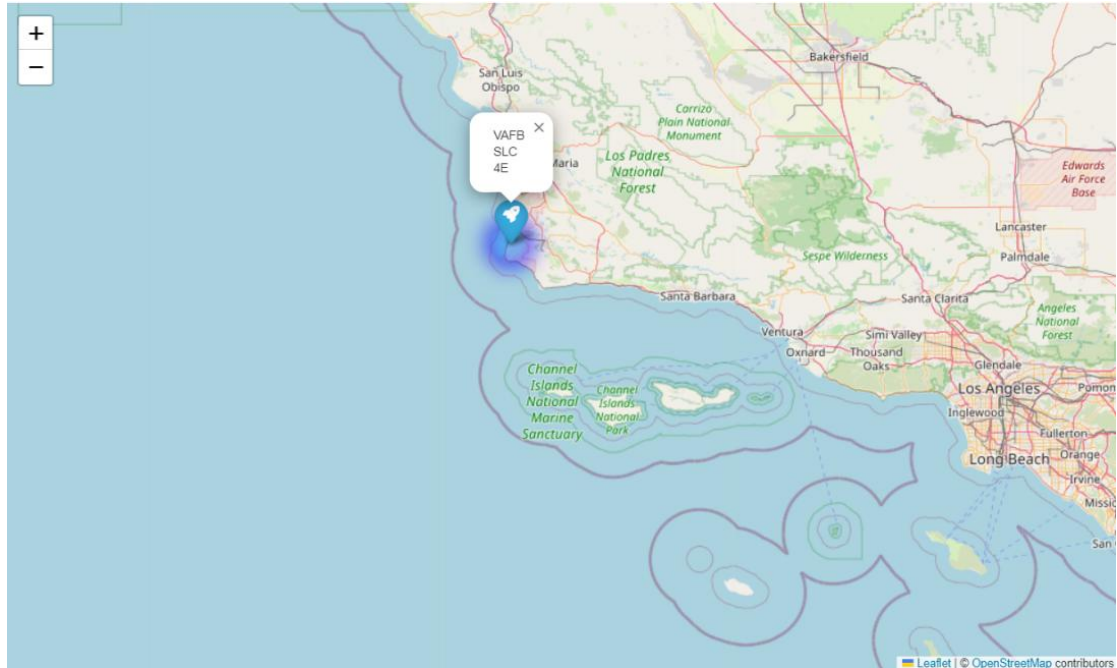 +
−
Bakersfield
San Luis
Obispo
Carrizo
Plain National
Monument
VAFB
SLC
4E
×
Maria
Los Padres
National
Forest
Edwards
Air Force
Base
Lancaster
Palmdale
Sespe Wilderness
Santa Barbara
Santa Clarita
Angeles
National
Forest
Ventura
Oxnard
Simi Valley
Thousand
Oaks
Glendale
Channel
Islands
National
Marine
Sanctuary
Channel
Islands
National
Park
Los Angeles
Pomon
Inglewood
Fullerton
Orange
Long Beach
Irvine
Missio
San C
Leaflet | © OpenStreetMap contributors